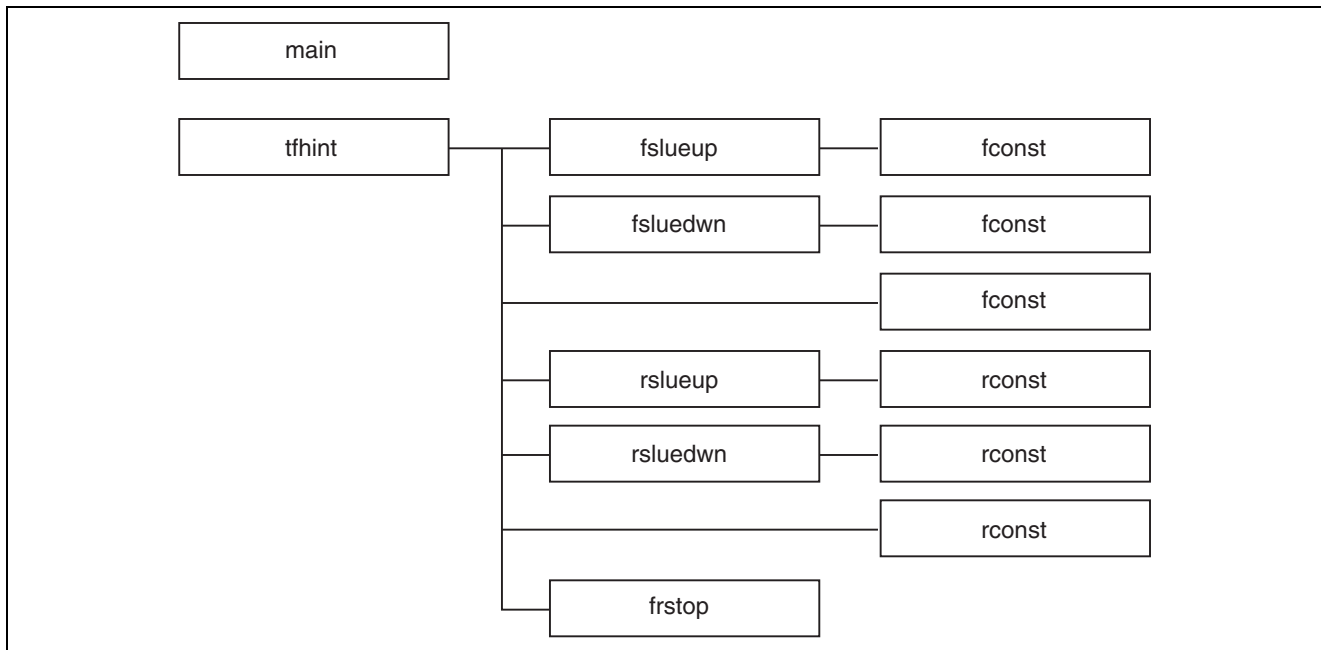 main
tfhint
fslueup
fconst
fsluedwn
fconst
fconst
rslueup
rconst
rsluedwn
rconst
rconst
frstop